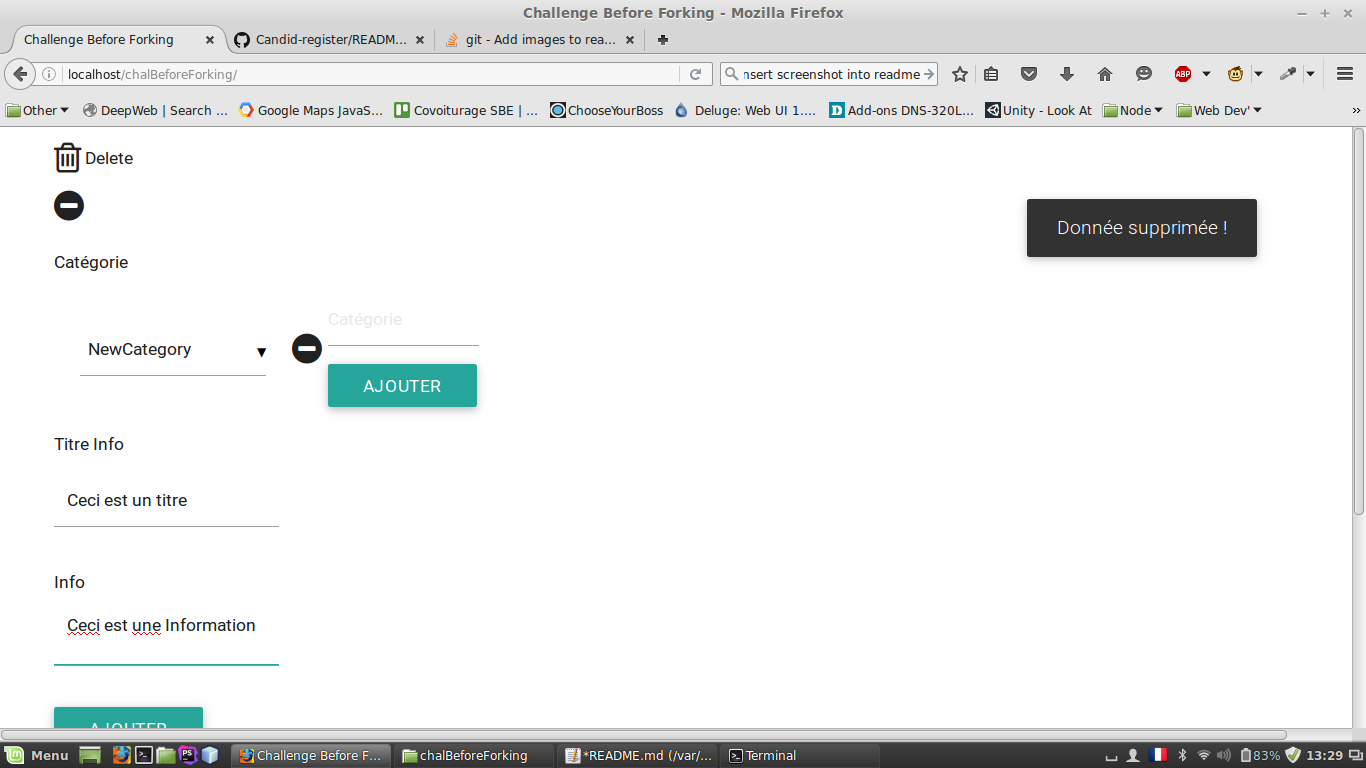 Challenge Before Forking - Mozilla Firefox
Challenge Before Forking
Candid-register/READM...
git - Add images to rea...
localhost/chalBeforeForking/
nsert screenshot into readme
ABP
Other
DeepWeb | Search ...
Google Maps JavaS...
Covoiturage SBE | ...
ChooseYourBoss
Deluge: Web UI 1....
Add-ons DNS-320L...
Unity - Look At
Node
Web Dev'
Delete
Donnée supprimée !
Catégorie
Catégorie
NewCategory
AJOUTER
Titre Info
Ceci est un titre
Info
Ceci est une Information
AJOUTER
Menu
Challenge Before F...
chalBeforeForking
*README.md (/var/...
Terminal
83%
13:29